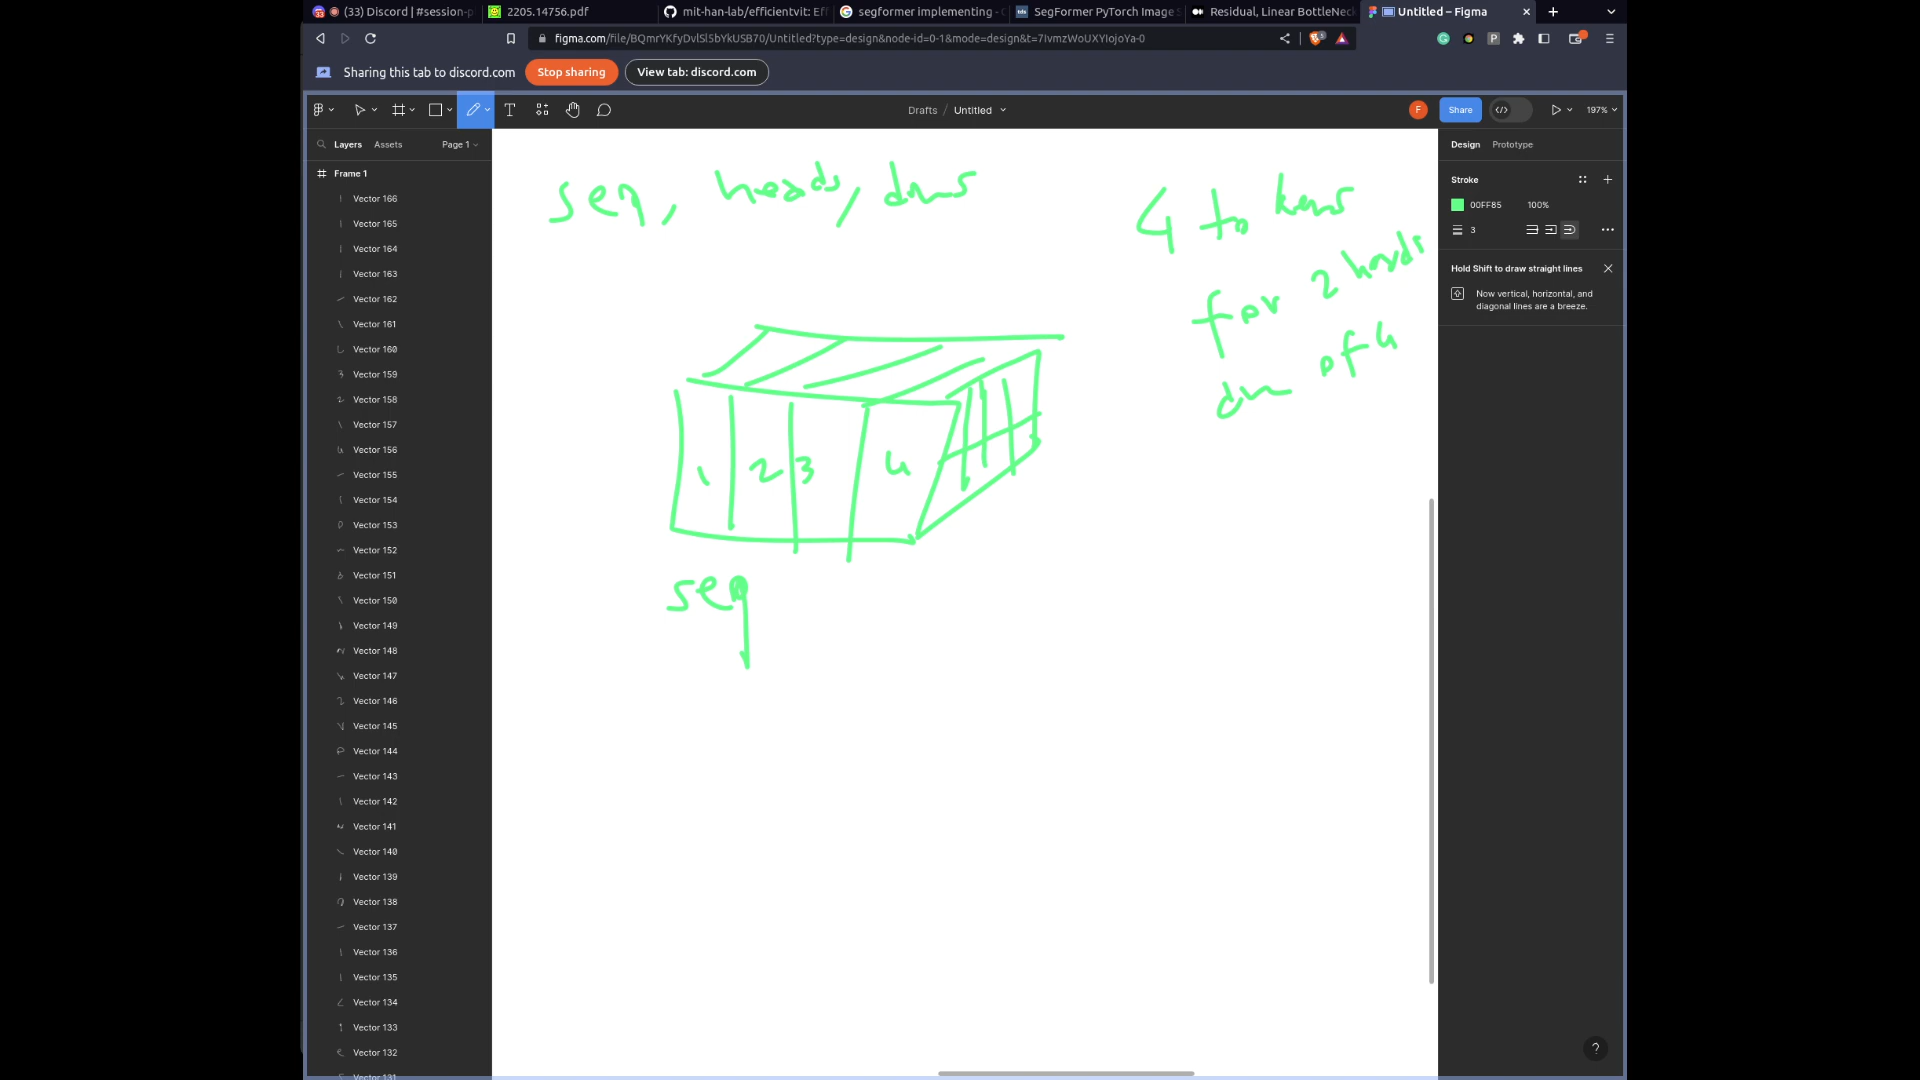 (33) Discord | #session-p
2205.14756.pdf
mit-han-lab/efficientvit: Eff
segformer implementing - G
SegFormer PyTorch Image S
Residual, Linear BottleNeck
Untitled – Figma
figma.com/file/BQmrYKfyDvlSl5bYkUSB70/Untitled?type=design&node-id=0-1&mode=design&t=7IvmzWoUXYIojoYa-0
Sharing this tab to discord.com
Stop sharing
View tab: discord.com
Drafts / Untitled
F
Share
197%
Layers
Assets
Page 1
Frame 1
Vector 166
Vector 165
Vector 164
Vector 163
Vector 162
Vector 161
Vector 160
Vector 159
Vector 158
Vector 157
Vector 156
Vector 155
Vector 154
Vector 153
Vector 152
Vector 151
Vector 150
Vector 149
Vector 148
Vector 147
Vector 146
Vector 145
Vector 144
Vector 143
Vector 142
Vector 141
Vector 140
Vector 139
Vector 138
Vector 137
Vector 136
Vector 135
Vector 134
Vector 133
Vector 132
Vector 131
seq, heads, dms
4 tokens
for 2 heads
dm of 4
1 2 3 4
seq
Design
Prototype
Stroke
00FF85 100%
3
Hold Shift to draw straight lines
Now vertical, horizontal, and
diagonal lines are a breeze.
?